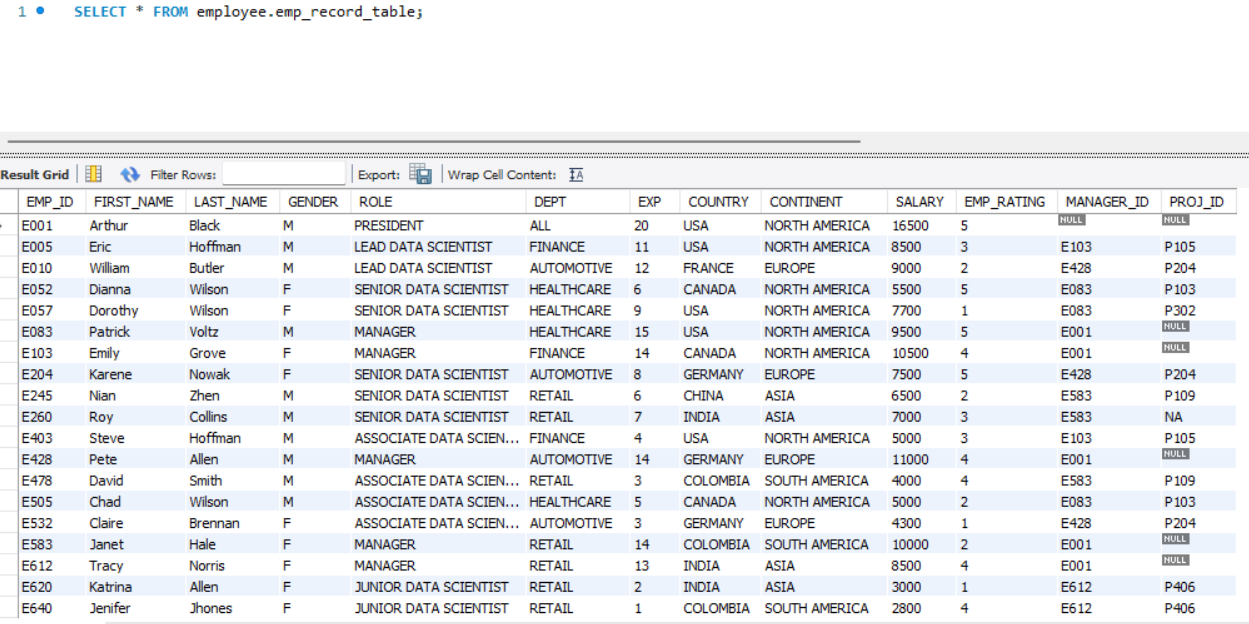 1 SELECT * FROM employee.emp_record_table;
Result Grid Filter Rows: Export: Wrap Cell Content: IA
EMP_ID FIRST_NAME LAST_NAME GENDER ROLE DEPT EXP COUNTRY CONTINENT SALARY EMP_RATING MANAGER_ID PROJ_ID
E001 Arthur Black M PRESIDENT ALL 20 USA NORTH AMERICA 16500 5 NULL NULL
E005 Eric Hoffman M LEAD DATA SCIENTIST FINANCE 11 USA NORTH AMERICA 8500 3 E103 P105
E010 William Butler M LEAD DATA SCIENTIST AUTOMOTIVE 12 FRANCE EUROPE 9000 2 E428 P204
E052 Dianna Wilson F SENIOR DATA SCIENTIST HEALTHCARE 6 CANADA NORTH AMERICA 5500 5 E083 P103
E057 Dorothy Wilson F SENIOR DATA SCIENTIST HEALTHCARE 9 USA NORTH AMERICA 7700 1 E083 P302
E083 Patrick Voltz M MANAGER HEALTHCARE 15 USA NORTH AMERICA 9500 5 E001 NULL
E103 Emily Grove F MANAGER FINANCE 14 CANADA NORTH AMERICA 10500 4 E001 NULL
E204 Karene Nowak F SENIOR DATA SCIENTIST AUTOMOTIVE 8 GERMANY EUROPE 7500 5 E428 P204
E245 Nian Zhen M SENIOR DATA SCIENTIST RETAIL 6 CHINA ASIA 6500 2 E583 P109
E260 Roy Collins M SENIOR DATA SCIENTIST RETAIL 7 INDIA ASIA 7000 3 E583 NA
E403 Steve Hoffman M ASSOCIATE DATA SCIEN... FINANCE 4 USA NORTH AMERICA 5000 3 E103 P105
E428 Pete Allen M MANAGER AUTOMOTIVE 14 GERMANY EUROPE 11000 4 E001 NULL
E478 David Smith M ASSOCIATE DATA SCIEN... RETAIL 3 COLOMBIA SOUTH AMERICA 4000 4 E583 P109
E505 Chad Wilson M ASSOCIATE DATA SCIEN... HEALTHCARE 5 CANADA NORTH AMERICA 5000 2 E083 P103
E532 Claire Brennan F ASSOCIATE DATA SCIEN... AUTOMOTIVE 3 GERMANY EUROPE 4300 1 E428 P204
E583 Janet Hale F MANAGER RETAIL 14 COLOMBIA SOUTH AMERICA 10000 2 E001 NULL
E612 Tracy Norris F MANAGER RETAIL 13 INDIA ASIA 8500 4 E001 NULL
E620 Katrina Allen F JUNIOR DATA SCIENTIST RETAIL 2 INDIA ASIA 3000 1 E612 P406
E640 Jenifer Jhones F JUNIOR DATA SCIENTIST RETAIL 1 COLOMBIA SOUTH AMERICA 2800 4 E612 P406